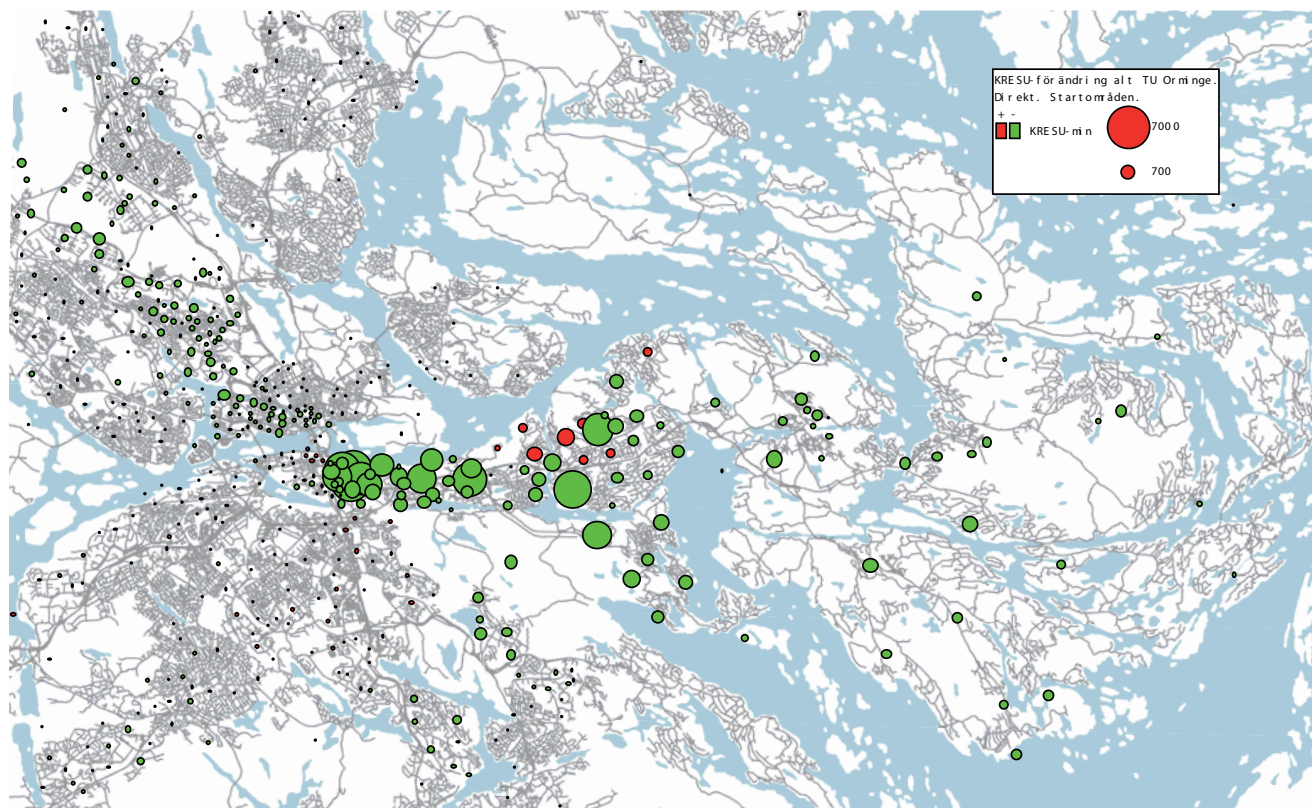 KRESU-förändring alt TU Orminge.
Direkt. Startområden.
+ -
KRESU-min
7000
700